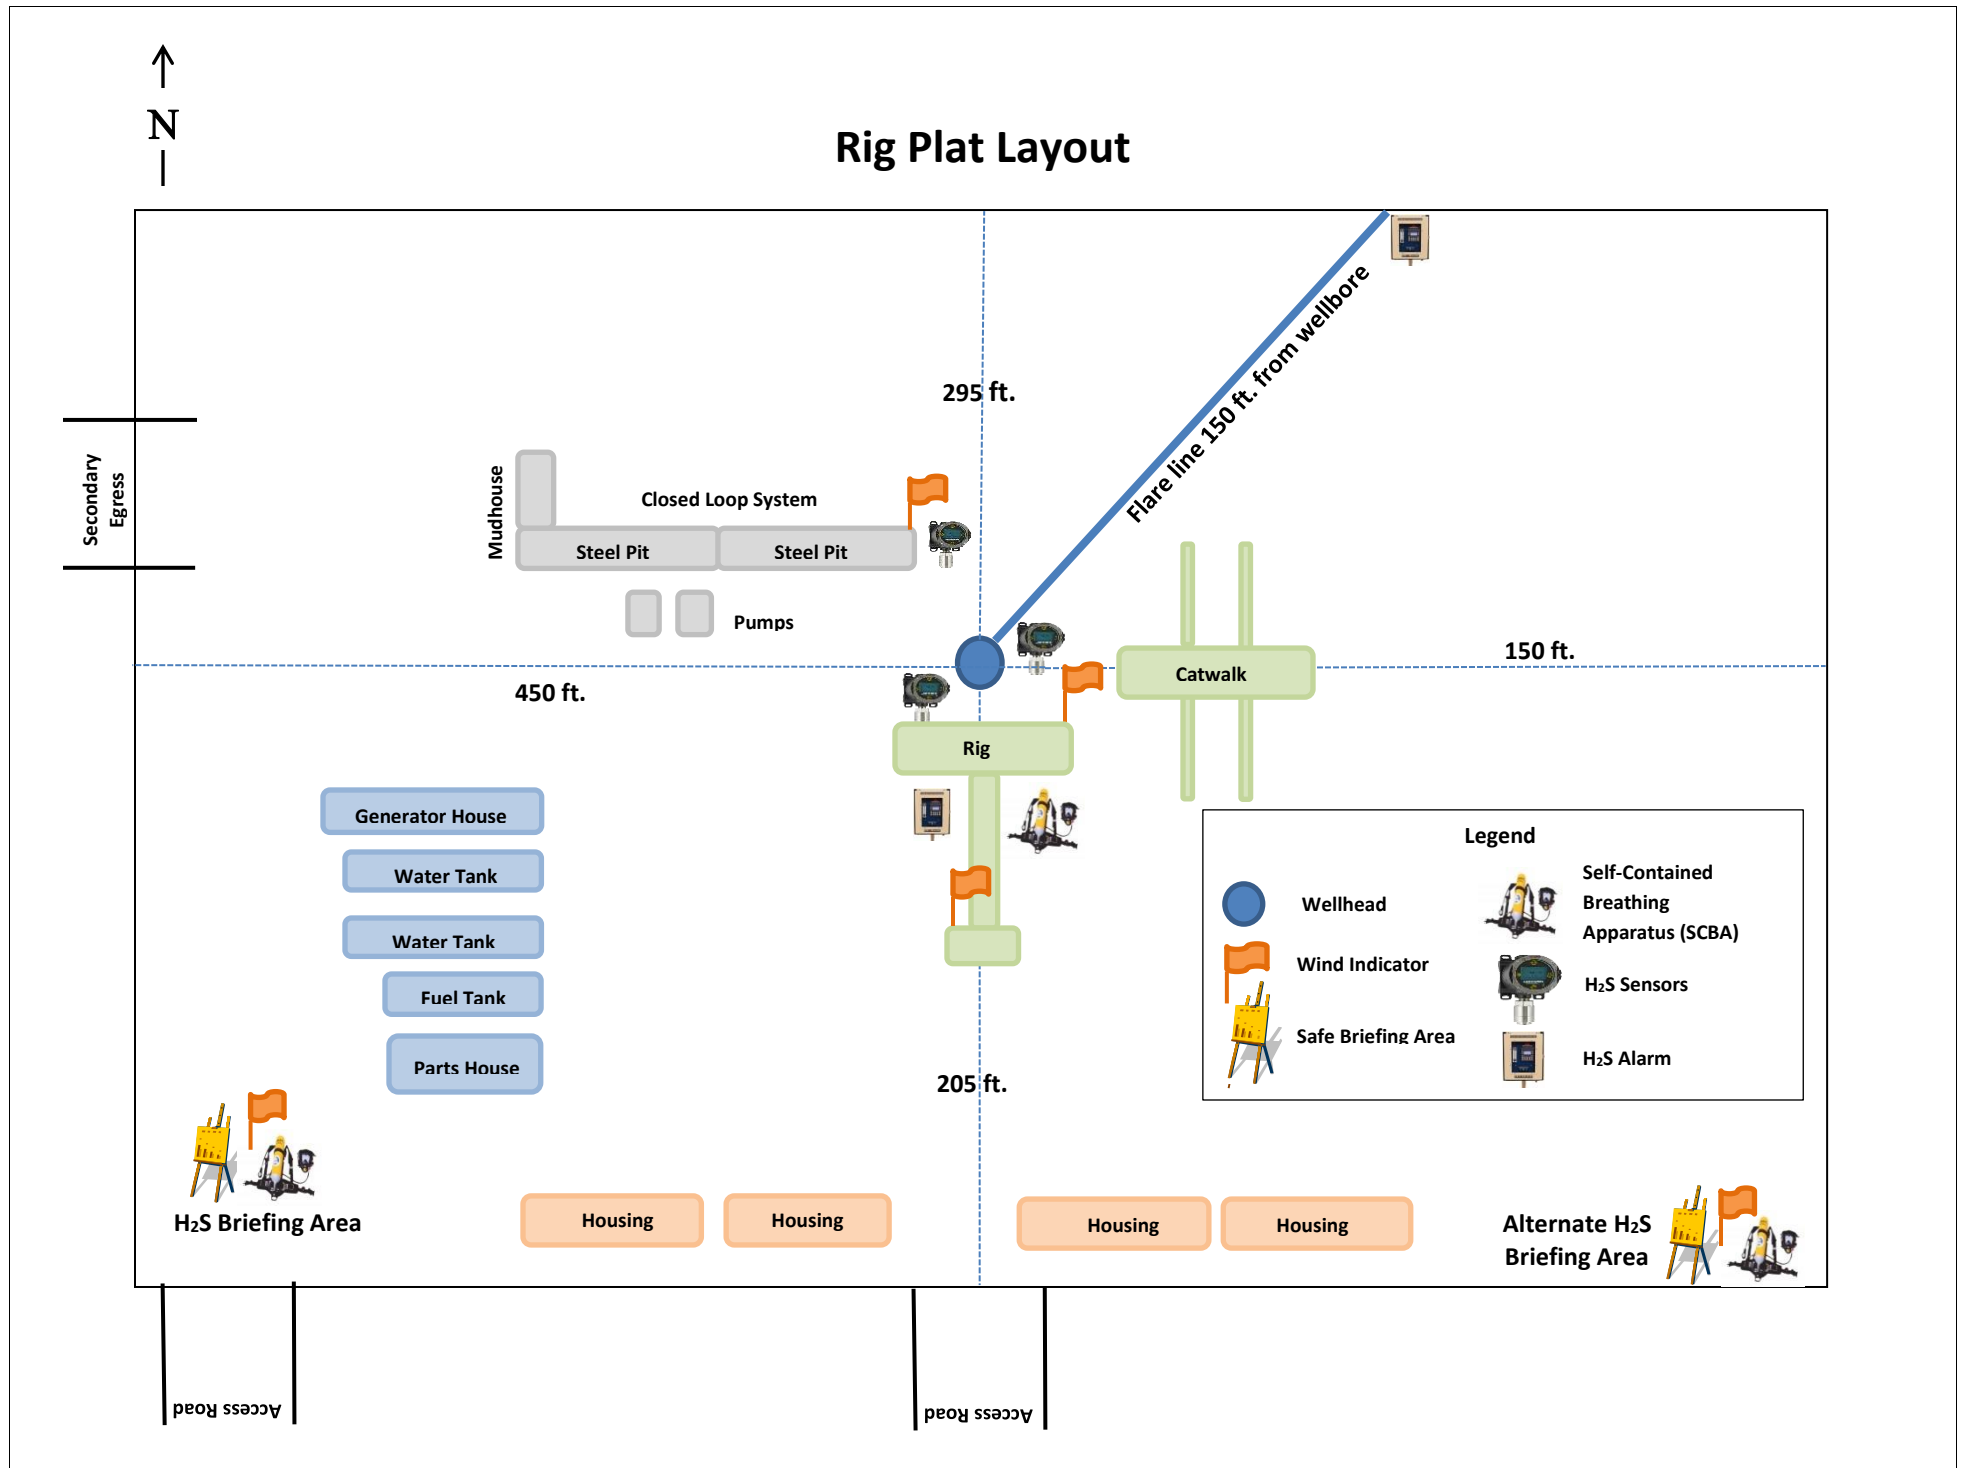 N
Rig Plat Layout
Flare line 150 ft. from wellbore
295 ft.
Secondary
Egress
Mudhouse
Closed Loop System
Steel Pit
Steel Pit
Pumps
150 ft.
Catwalk
450 ft.
Rig
Generator House
Water Tank
Water Tank
Fuel Tank
Parts House
Legend
Wellhead
Wind Indicator
Safe Briefing Area
Self-Contained
Breathing
Apparatus (SCBA)
H2S Sensors
H2S Alarm
205 ft.
H2S Briefing Area
Housing
Housing
Housing
Housing
Alternate H2S
Briefing Area
Access Road
Access Road